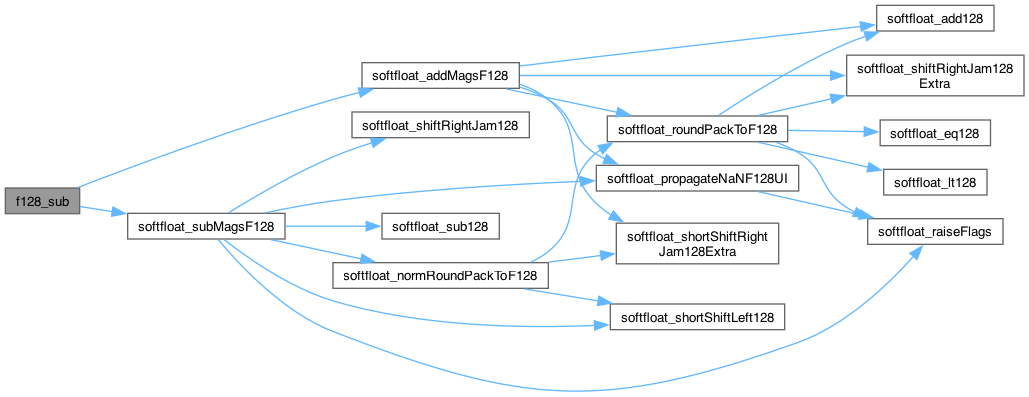 softfloat_add128
softfloat_addMagsF128
softfloat_shiftRightJam128
Extra
softfloat_shiftRightJam128
softfloat_roundPackToF128
softfloat_eq128
softfloat_propagateNaNF128UI
softfloat_lt128
f128_sub
softfloat_subMagsF128
softfloat_sub128
softfloat_shortShiftRight
Jam128Extra
softfloat_raiseFlags
softfloat_normRoundPackToF128
softfloat_shortShiftLeft128